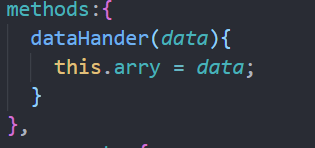 methods:{
dataHander(data){
this.arry = data;
}
},